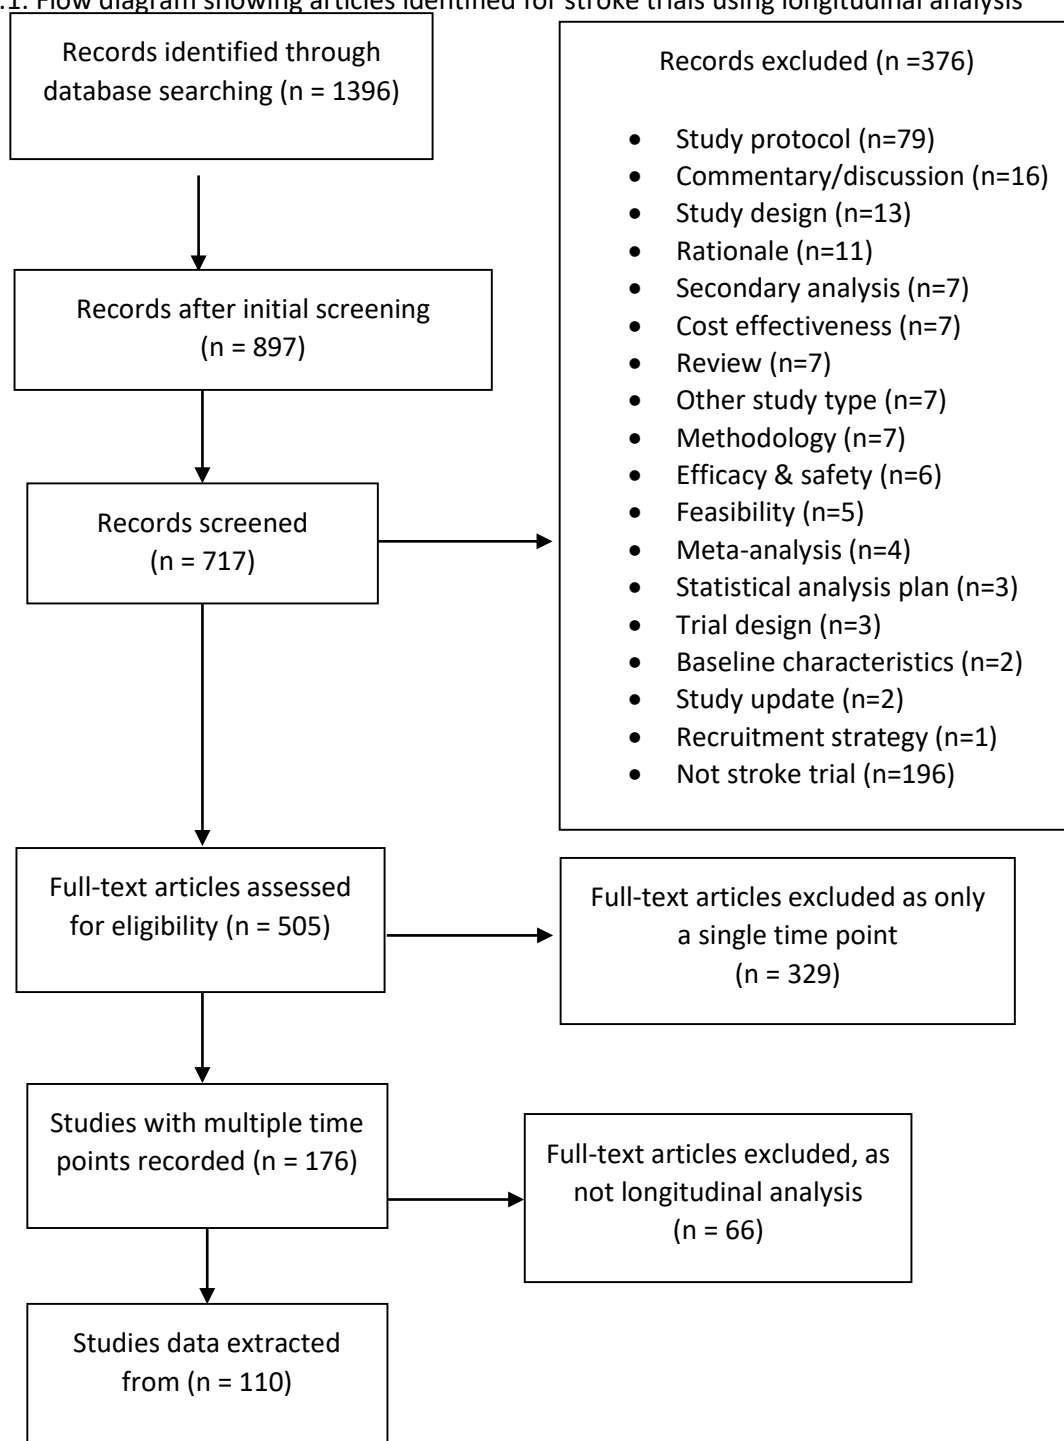 .1. Flow diagram showing articles identified for stroke trials using longitudinal analysis
Records identified through
database searching (n = 1396)
Records after initial screening
(n = 897)
Records screened
(n = 717)
Records excluded (n =376)
• Study protocol (n=79)
• Commentary/discussion (n=16)
• Study design (n=13)
• Rationale (n=11)
• Secondary analysis (n=7)
• Cost effectiveness (n=7)
• Review (n=7)
• Other study type (n=7)
• Methodology (n=7)
• Efficacy & safety (n=6)
• Feasibility (n=5)
• Meta-analysis (n=4)
• Statistical analysis plan (n=3)
• Trial design (n=3)
• Baseline characteristics (n=2)
• Study update (n=2)
• Recruitment strategy (n=1)
• Not stroke trial (n=196)
Full-text articles assessed
for eligibility (n = 505)
Full-text articles excluded as only
a single time point
(n = 329)
Studies with multiple time
points recorded (n = 176)
Full-text articles excluded, as
not longitudinal analysis
(n = 66)
Studies data extracted
from (n = 110)